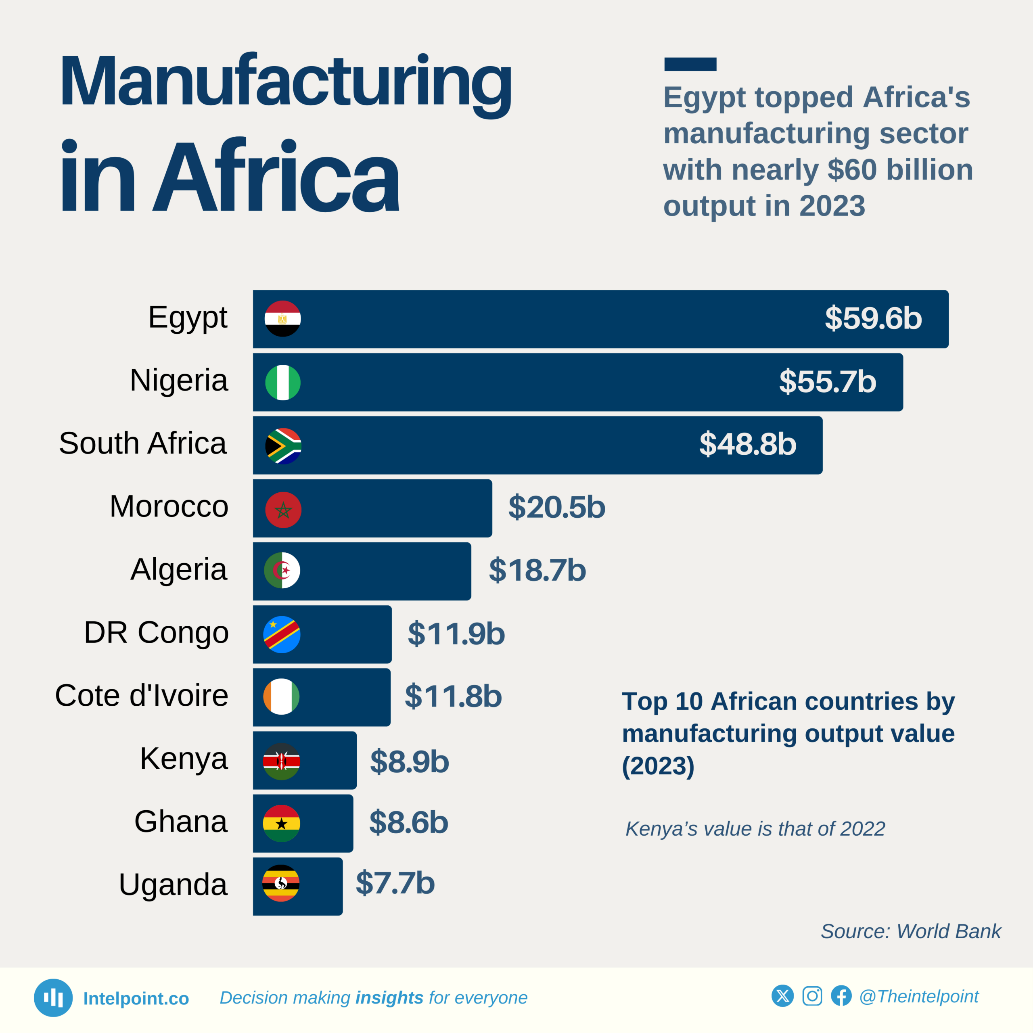 Manufacturing
in Africa
Egypt topped Africa's
manufacturing sector
with nearly $60 billion
output in 2023
Egypt $59.6b
Nigeria $55.7b
South Africa $48.8b
Morocco $20.5b
Algeria $18.7b
DR Congo $11.9b
Cote d'Ivoire $11.8b
Kenya $8.9b
Ghana $8.6b
Uganda $7.7b
Top 10 African countries by
manufacturing output value
(2023)
Kenya's value is that of 2022
Source: World Bank
Intelpoint.co Decision making insights for everyone @Theintelpoint